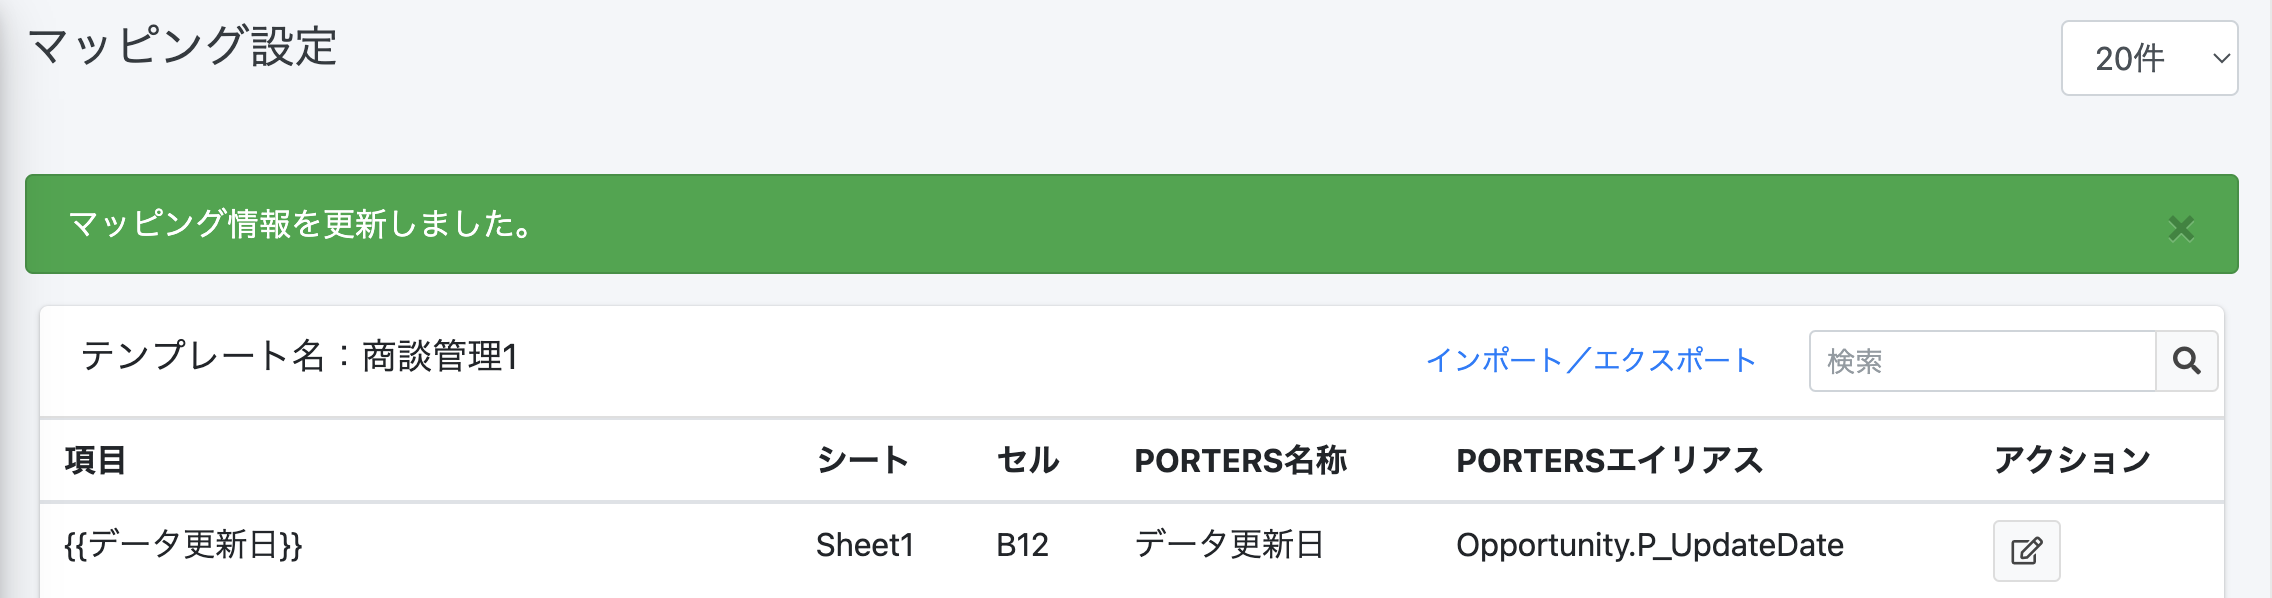 マッピング設定
20件
マッピング情報を更新しました。
テンプレート名：商談管理1
インポート／エクスポート
検索
項目 シート セル PORTERS名称 PORTERSエイリアス アクション
{{データ更新日}} Sheet1 B12 データ更新日 Opportunity.P_UpdateDate